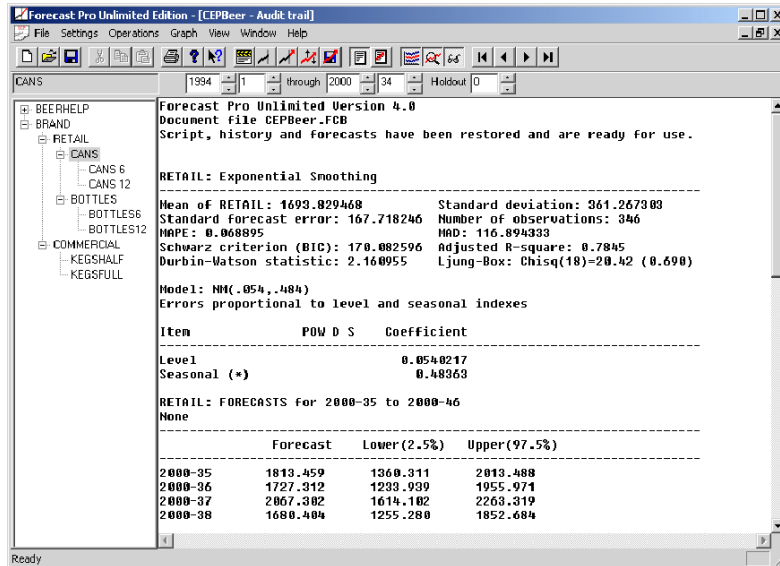 Forecast Pro Unlimited Edition - [CEPBeer - Audit trail]
File Settings Operations Graph View Window Help
CANS 1994 1 through 2000 34 Holdout 0
BEERHELP
BRAND
RETAIL
CANS
CANS 6
CANS 12
BOTTLES
BOTTLES6
BOTTLES12
COMMERCIAL
KEGSHALF
KEGSFULL
Forecast Pro Unlimited Version 4.0
Document file CEPBeer.FCB
Script, history and forecasts have been restored and are ready for use.
RETAIL: Exponential Smoothing
Mean of RETAIL: 1693.829468 Standard deviation: 361.267303
Standard forecast error: 167.718246 Number of observations: 346
MAPE: 0.068895 MAD: 116.894333
Schwarz criterion (BIC): 170.082596 Adjusted R-square: 0.7845
Durbin-Watson statistic: 2.160955 Ljung-Box: Chisq(18)=20.42 (0.690)
Model: NM(.054,.484)
Errors proportional to level and seasonal indexes
Item POW D S Coefficient
Level 0.0540217
Seasonal (*) 0.48363
RETAIL: FORECASTS for 2000-35 to 2000-46
None
Forecast Lower(2.5%) Upper(97.5%)
2000-35 1813.459 1360.311 2013.488
2000-36 1727.312 1233.939 1955.971
2000-37 2067.302 1614.102 2263.319
2000-38 1680.404 1255.280 1852.684
Ready